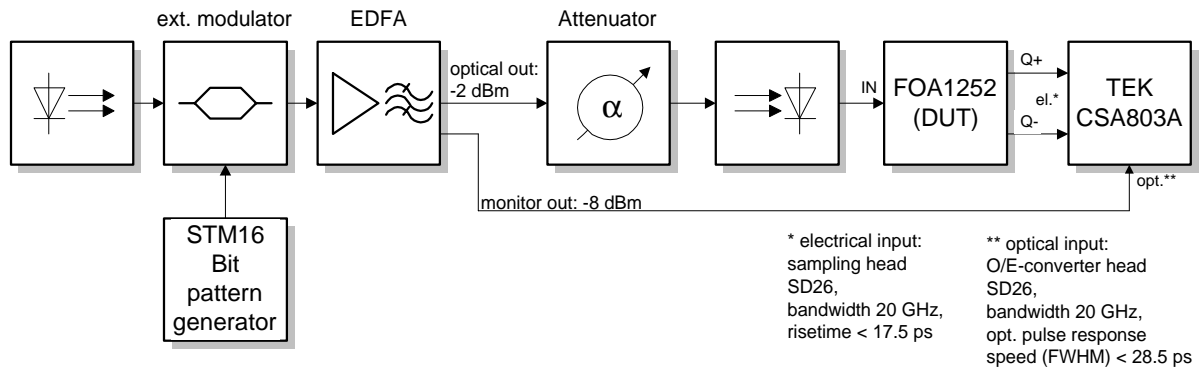 ext. modulator
EDFA
Attenuator
optical out:
-2 dBm
α
IN
FOA1252
(DUT)
Q+
el.*
Q-
TEK
CSA803A
opt.**
monitor out: -8 dBm
STM16
Bit
pattern
generator
* electrical input:
sampling head
SD26,
bandwidth 20 GHz,
risetime < 17.5 ps
** optical input:
O/E-converter head
SD26,
bandwidth 20 GHz,
opt. pulse response
speed (FWHM) < 28.5 ps